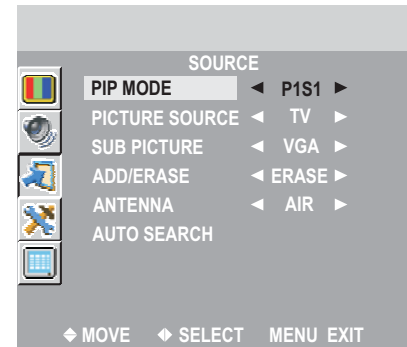 SOURCE
PIP MODE ◄ P1S1 ►
PICTURE SOURCE ◄ TV ►
SUB PICTURE ◄ VGA ►
ADD/ERASE ◄ ERASE ►
ANTENNA ◄ AIR ►
AUTO SEARCH
MOVE SELECT MENU EXIT